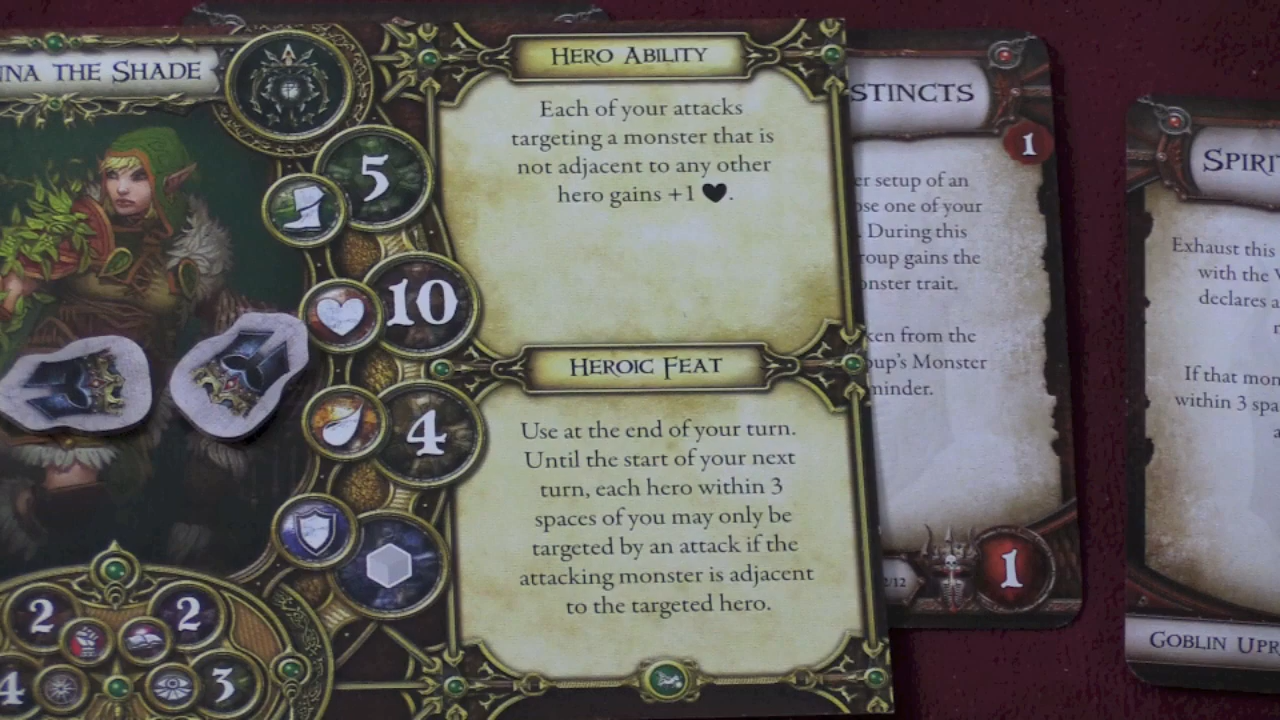 THE SHADE
HERO ABILITY
Each of your attacks
targeting a monster that is
not adjacent to any other
hero gains +1
5
10
HEROIC FEAT
Use at the end of your turn.
Until the start of your next
turn, each hero within 3
spaces of you may only be
targeted by an attack if the
attacking monster is adjacent
to the targeted hero.
4
2
2
4
3
STINCTS
1
er setup of an
one of your
. During this
roup gains the
onster trait.
ken from the
oup's Monster
minder.
/12
1
SPIRIT
Exhaust this
with the
declares a
If that mon
within 3 spa
a
GOBLIN UPR